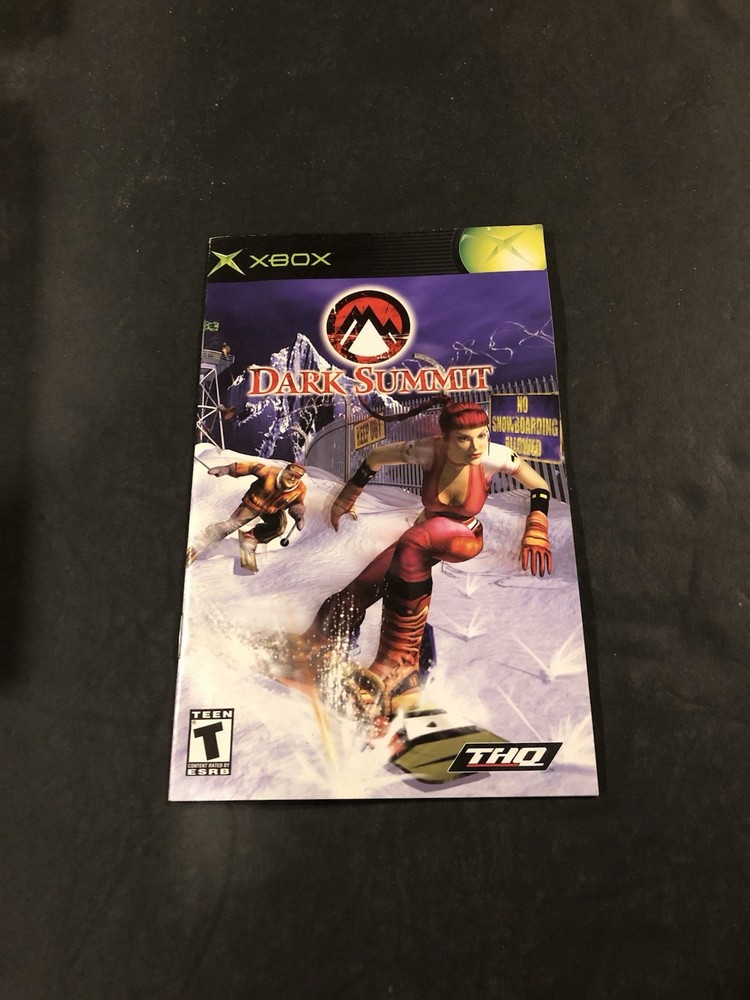 XBOX
DARK SUMMIT
KEEP OUT
NO
SNOWBOARDING
ALLOWED
TEEN
T
CONTENT RATED BY
ESRB
THQ